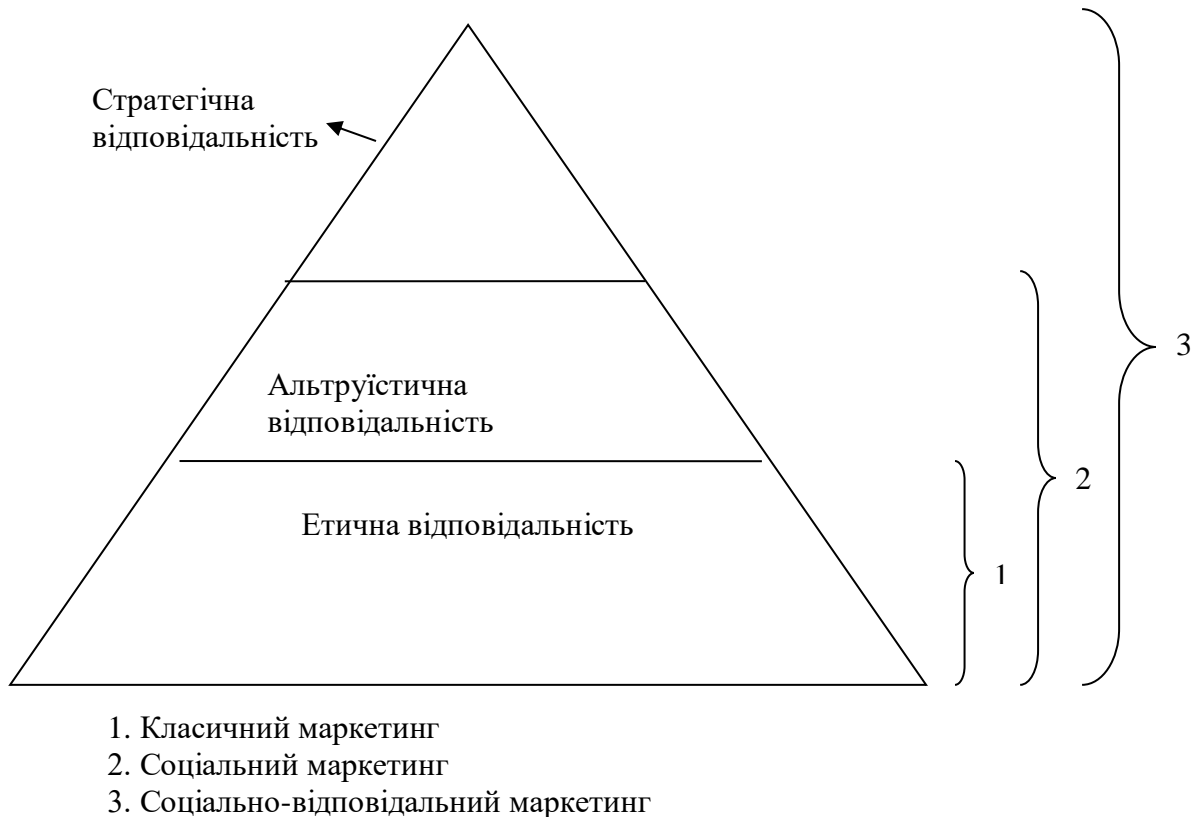 Стратегічна
відповідальність
3
Альтруїстична
відповідальність
2
Етична відповідальність
1
1. Класичний маркетинг
2. Соціальний маркетинг
3. Соціально-відповідальний маркетинг